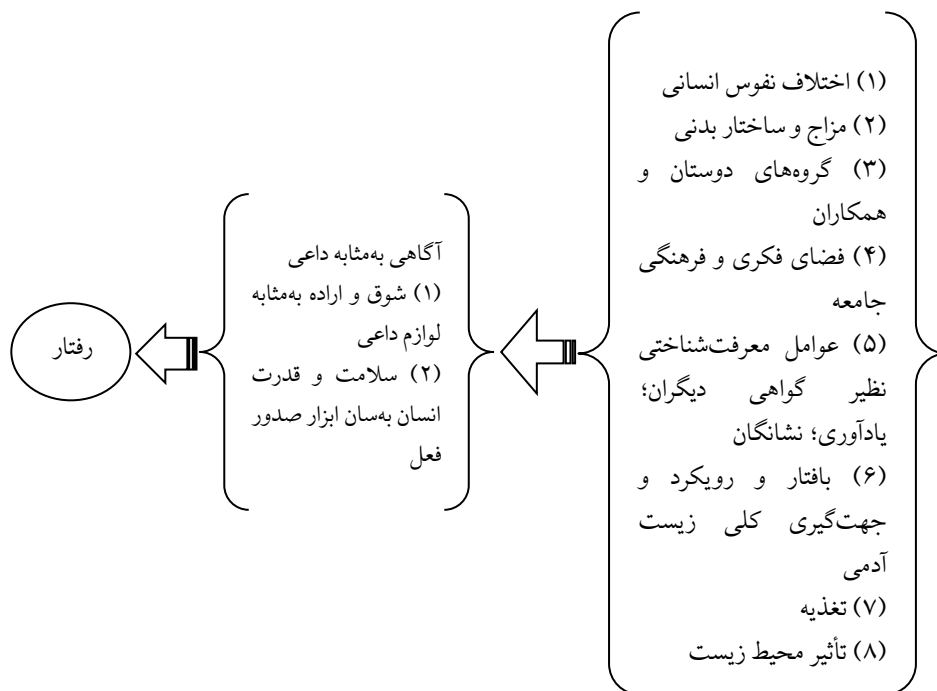 (۱) اختلاف نفوس انسانی
(۲) مزاج و ساختار بدنی
(۳) گروه‌های دوستان و
همکاران
(۴) فضای فکری و فرهنگی
جامعه
(۵) عوامل معرفت‌شناختی
نظیر گواهی دیگران؛
یادآوری؛ نشانگان
(۶) بافتار و رویکرد و
جهت‌گیری کلی زیست
آدمی
(۷) تغذیه
(۸) تأثیر محیط زیست
آگاهی به‌مثابه داعی
(۱) شوق و اراده به‌مثابه
لوازم داعی
(۲) سلامت و قدرت
انسان به‌سان ابزار صدور
فعل
رفتار